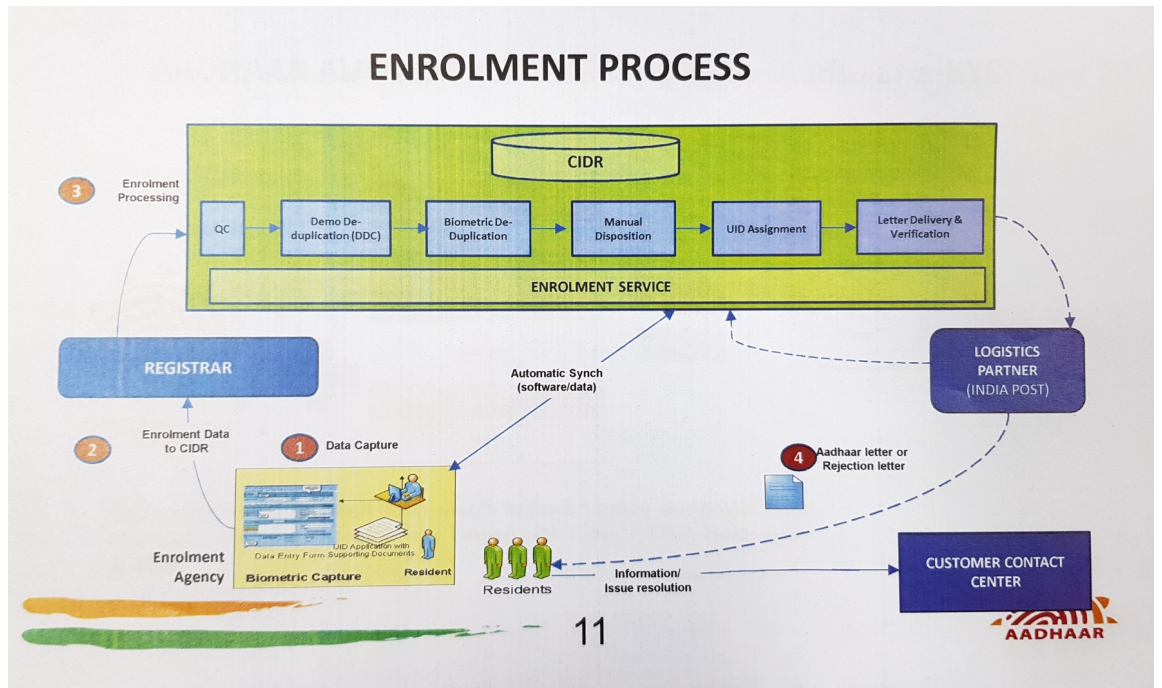 ENROLMENT PROCESS
CIDR
3
Enrolment
Processing
QC
Demo De-
duplication (DDC)
Biometric De-
Duplication
Manual
Disposition
UID Assignment
Letter Delivery &
Verification
ENROLMENT SERVICE
REGISTRAR
LOGISTICS
PARTNER
(INDIA POST)
Automatic Synch
(software/data)
2
Enrolment Data
to CIDR
1
Data Capture
4
Aadhaar letter or
Rejection letter
UID Application with
Data Entry Form Supporting Documents
Biometric Capture
Resident
Enrolment
Agency
Residents
Information/
Issue resolution
CUSTOMER CONTACT
CENTER
11
AADHAAR